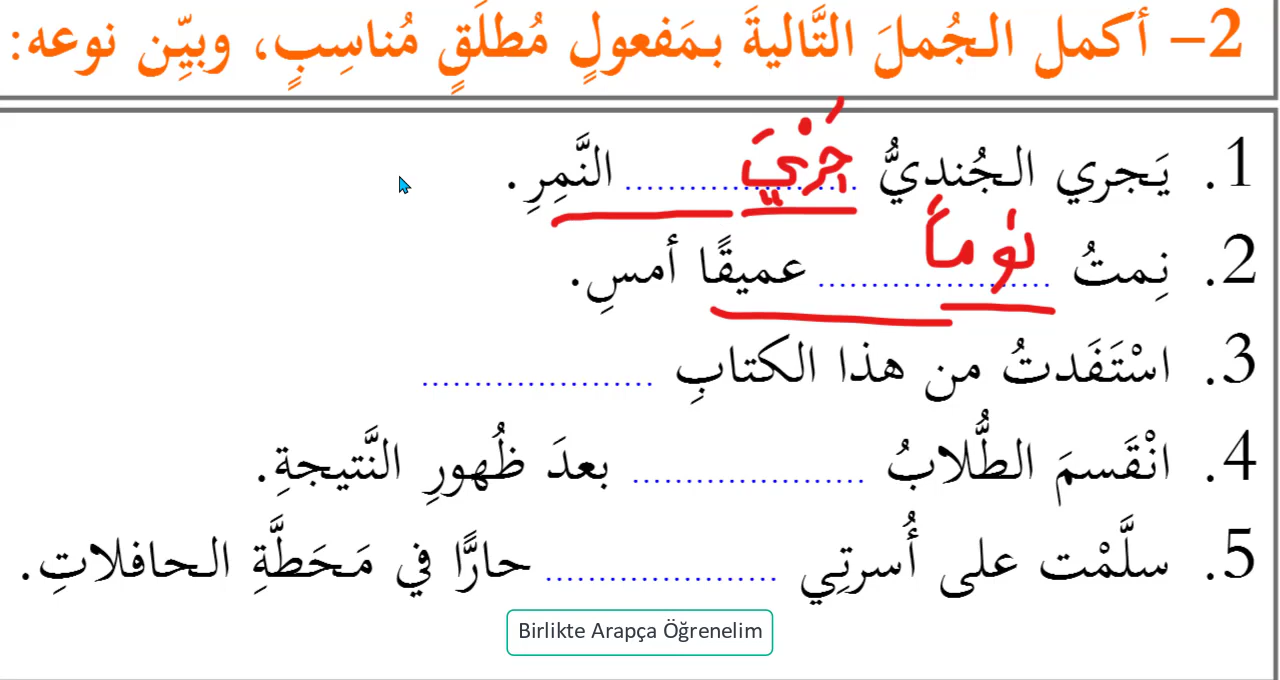 2- أكمل الجُملَ التَّاليةَ بمَفعولٍ مُطلَقٍ مُناسِبٍ، وبيِّن نوعه:
1. يَجري الجُنديُّ جَرْيَ النَّمِرِ.
2. نِمتُ نوماً عميقًا أمسِ.
3. اسْتَفَدتُ من هذا الكتابِ ......................
4. انْقَسمَ الطُّلابُ ...................... بعدَ ظُهورِ النَّتيجةِ.
5. سلَّمْت على أُسرتِي ...................... حارًّا في مَحَطَّةِ الحافلاتِ.
Birlikte Arapça Öğrenelim